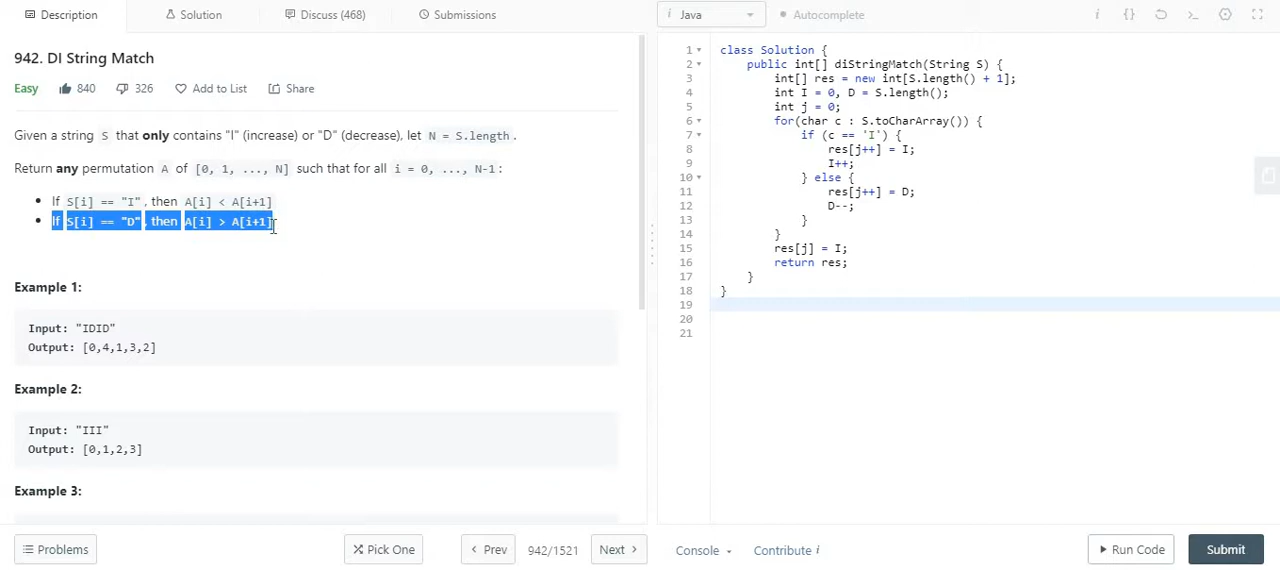 Description
Solution
Discuss (468)
Submissions
942. DI String Match
Easy 840 326 Add to List Share
Given a string S that only contains "I" (increase) or "D" (decrease), let N = S.length.
Return any permutation A of [0, 1, ..., N] such that for all i = 0, ..., N-1:
If S[i] == "I", then A[i] < A[i+1]
If S[i] == "D", then A[i] > A[i+1]
Example 1:
Input: "IDID"
Output: [0,4,1,3,2]
Example 2:
Input: "III"
Output: [0,1,2,3]
Example 3:
Problems
Pick One
Prev
942/1521
Next
i Java
Autocomplete
i {} >_
1 class Solution {
2 public int[] diStringMatch(String S) {
3 int[] res = new int[S.length() + 1];
4 int I = 0, D = S.length();
5 int j = 0;
6 for(char c : S.toCharArray()) {
7 if (c == 'I') {
8 res[j++] = I;
9 I++;
10 } else {
11 res[j++] = D;
12 D--;
13 }
14 }
15 res[j] = I;
16 return res;
17 }
18 }
19
20
21
Console
Contribute i
Run Code
Submit